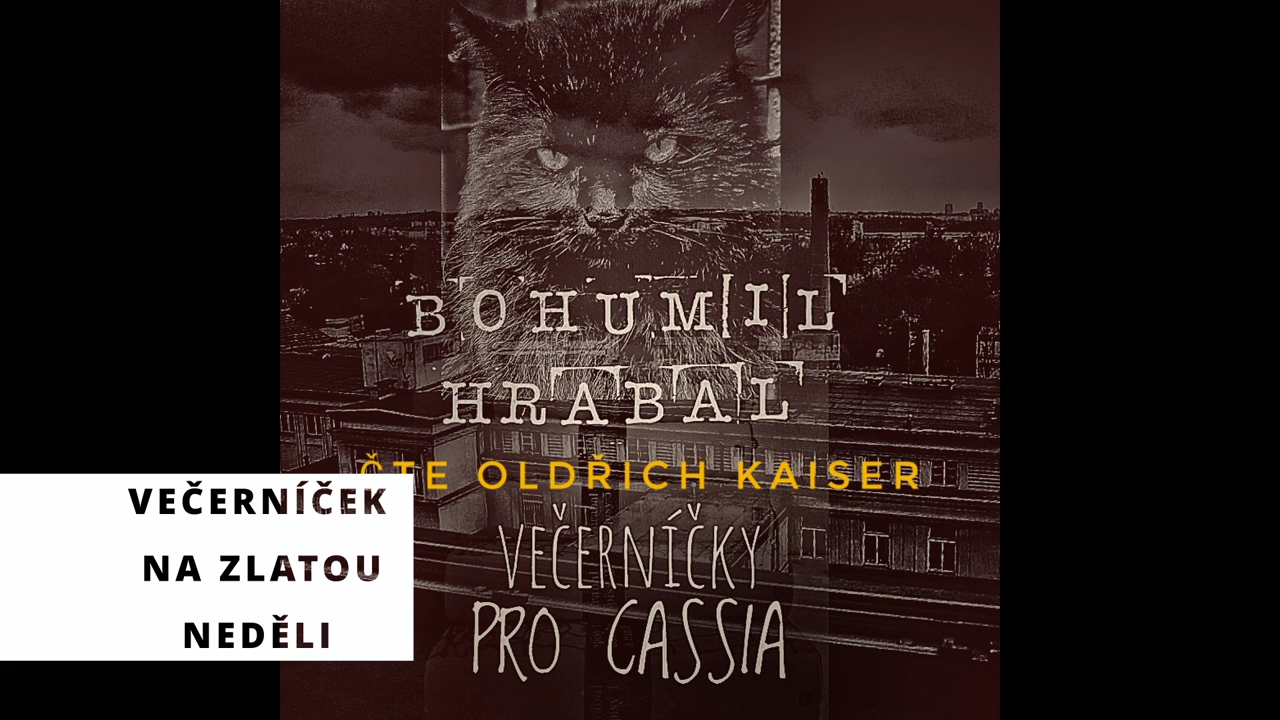 BOHUMIL
HRABAL
ČTE OLDŘICH KAISER
VEČERNÍČKY
PRO CASSIA
VEČERNÍČEK
NA ZLATOU
NEDĚLI